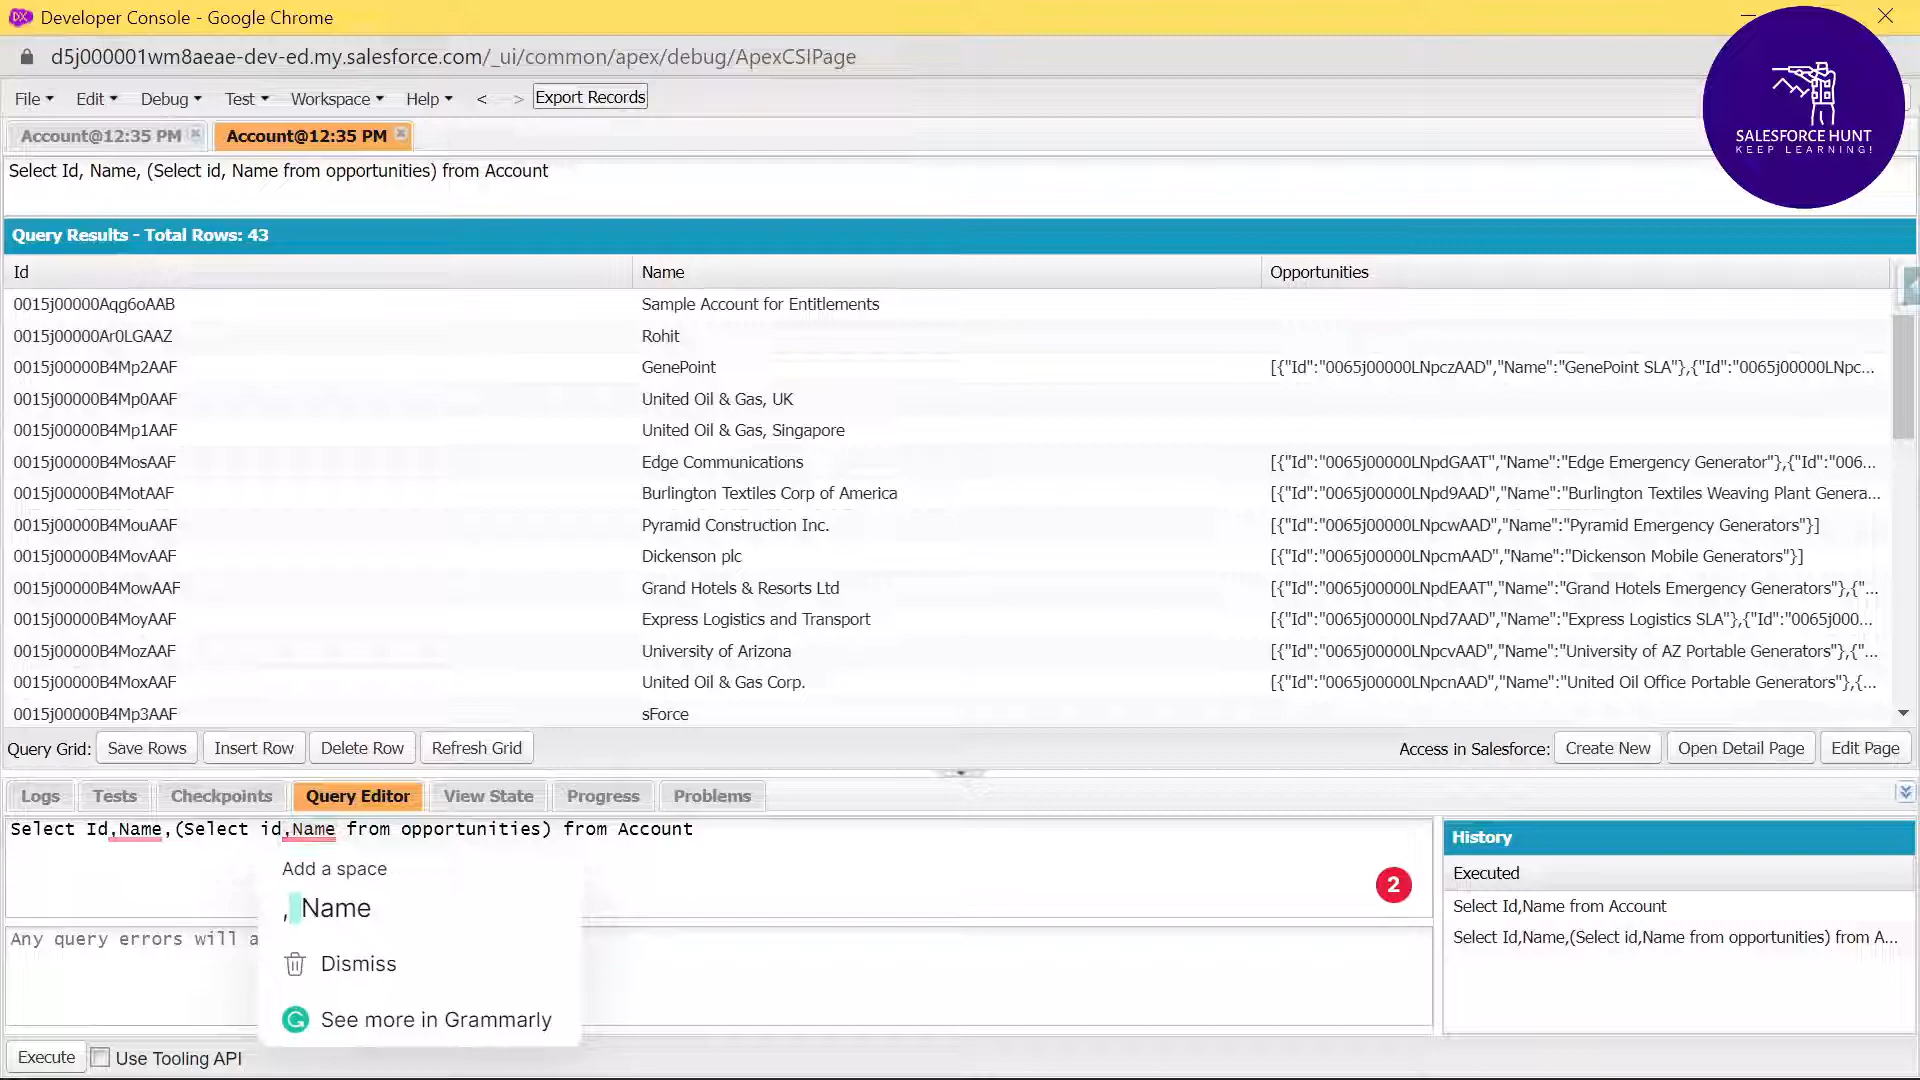 DX Developer Console - Google Chrome
d5j000001wm8aeae-dev-ed.my.salesforce.com/_ui/common/apex/debug/ApexCSIPage
File Edit Debug Test Workspace Help < > Export Records
Account@12:35 PM Account@12:35 PM
SALESFORCE HUNT
KEEP LEARNING!
Select Id, Name, (Select id, Name from opportunities) from Account
Query Results - Total Rows: 43
Id Name Opportunities
0015j00000Aqg6oAAB Sample Account for Entitlements
0015j00000Ar0LGAAZ Rohit
0015j00000B4Mp2AAF GenePoint [{"Id":"0065j00000LNpczAAD","Name":"GenePoint SLA"},{"Id":"0065j00000LNpc...
0015j00000B4Mp0AAF United Oil & Gas, UK
0015j00000B4Mp1AAF United Oil & Gas, Singapore
0015j00000B4MosAAF Edge Communications [{"Id":"0065j00000LNpdGAAT","Name":"Edge Emergency Generator"},{"Id":"006...
0015j00000B4MotAAF Burlington Textiles Corp of America [{"Id":"0065j00000LNpd9AAD","Name":"Burlington Textiles Weaving Plant Genera...
0015j00000B4MouAAF Pyramid Construction Inc. [{"Id":"0065j00000LNpcwAAD","Name":"Pyramid Emergency Generators"}]
0015j00000B4MovAAF Dickenson plc [{"Id":"0065j00000LNpcmAAD","Name":"Dickenson Mobile Generators"}]
0015j00000B4MowAAF Grand Hotels & Resorts Ltd [{"Id":"0065j00000LNpdEAAT","Name":"Grand Hotels Emergency Generators"},{"...
0015j00000B4MoyAAF Express Logistics and Transport [{"Id":"0065j00000LNpd7AAD","Name":"Express Logistics SLA"},{"Id":"0065j000...
0015j00000B4MozAAF University of Arizona [{"Id":"0065j00000LNpcvAAD","Name":"University of AZ Portable Generators"},{"...
0015j00000B4MoxAAF United Oil & Gas Corp. [{"Id":"0065j00000LNpcnAAD","Name":"United Oil Office Portable Generators"},{...
0015j00000B4Mp3AAF sForce
Query Grid: Save Rows Insert Row Delete Row Refresh Grid Access in Salesforce: Create New Open Detail Page Edit Page
Logs Tests Checkpoints Query Editor View State Progress Problems
Select Id,Name,(Select id,Name from opportunities) from Account
Add a space
, Name
Dismiss
See more in Grammarly
2
Any query errors will a
History
Executed
Select Id,Name from Account
Select Id,Name,(Select id,Name from opportunities) from A...
Execute Use Tooling API